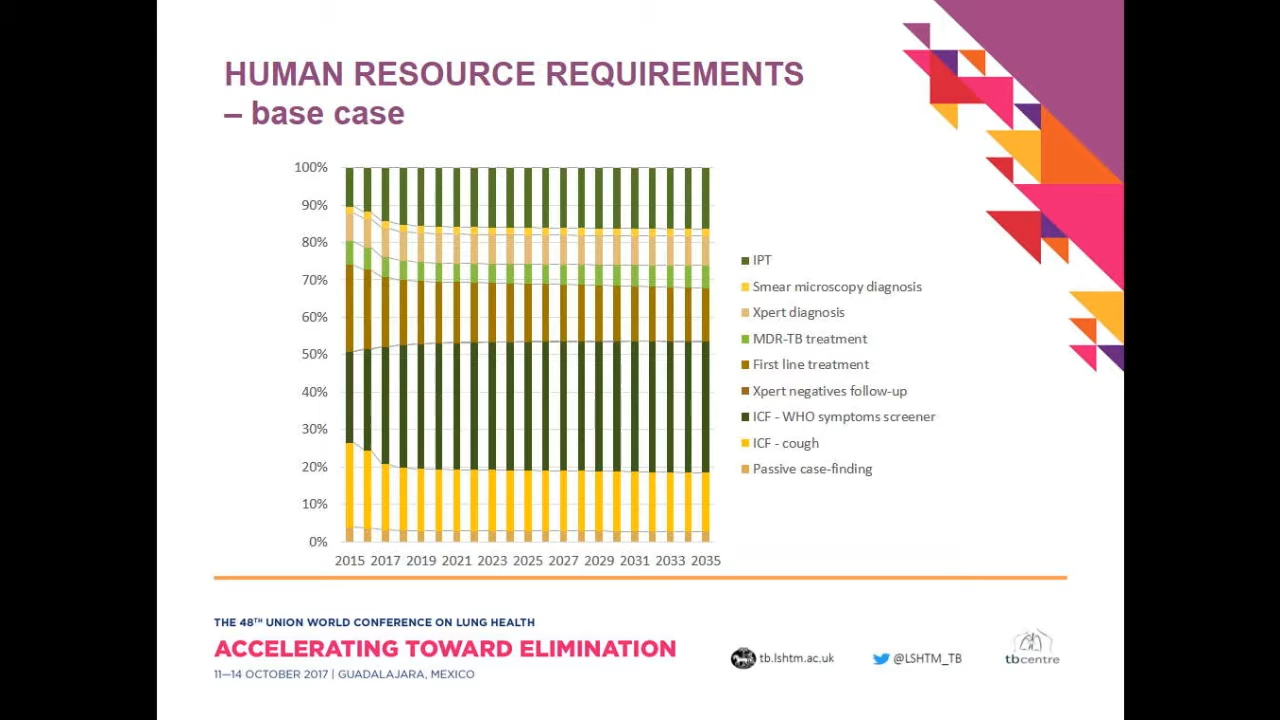 HUMAN RESOURCE REQUIREMENTS
– base case
100%
90%
80%
70%
60%
50%
40%
30%
20%
10%
0%
2015 2017 2019 2021 2023 2025 2027 2029 2031 2033 2035
IPT
Smear microscopy diagnosis
Xpert diagnosis
MDR-TB treatment
First line treatment
Xpert negatives follow-up
ICF - WHO symptoms screener
ICF - cough
Passive case-finding
THE 48TH UNION WORLD CONFERENCE ON LUNG HEALTH
ACCELERATING TOWARD ELIMINATION
11—14 OCTOBER 2017 | GUADALAJARA, MEXICO
tb.lshtm.ac.uk
@LSHTM_TB
tbcentre